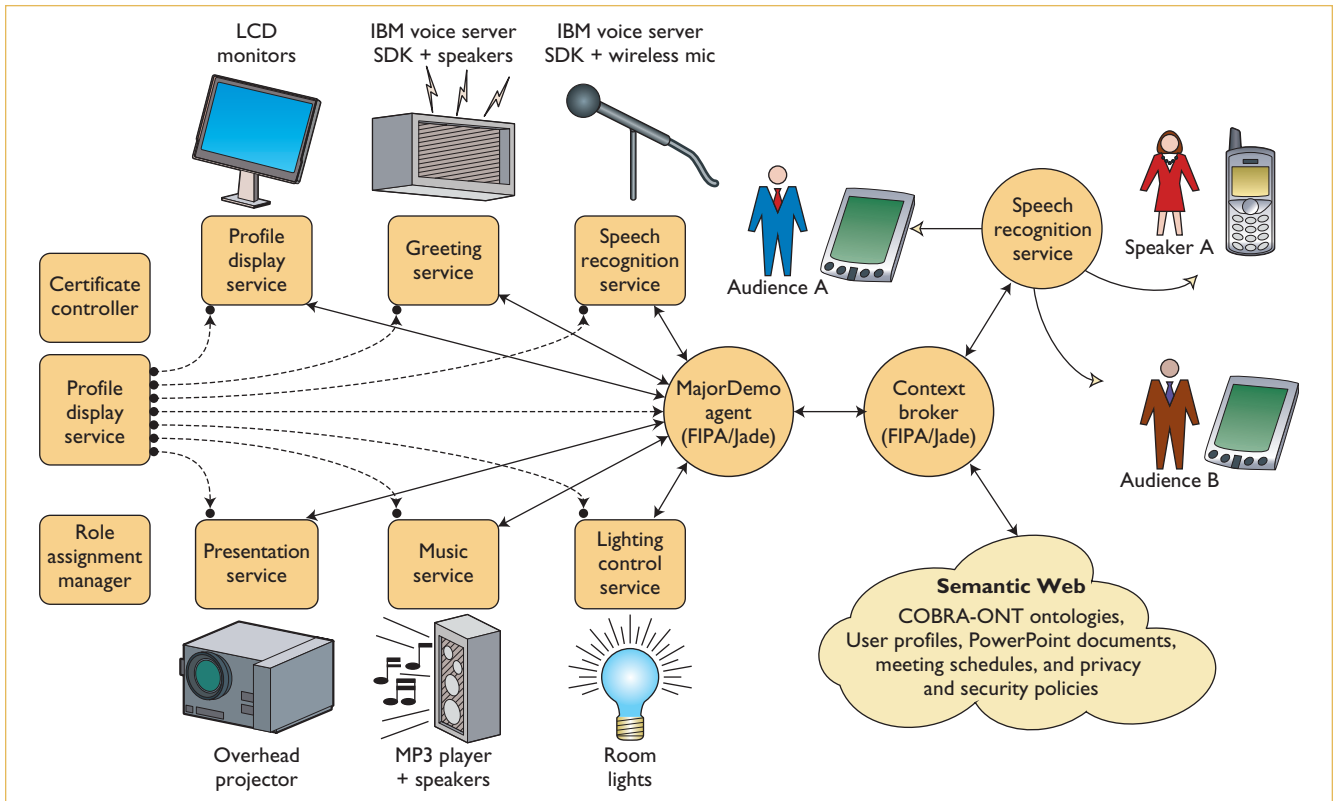 LCD
monitors
IBM voice server
SDK + speakers
IBM voice server
SDK + wireless mic
Profile
display
service
Greeting
service
Speech
recognition
service
Certificate
controller
Profile
display
service
Role
assignment
manager
MajorDemo
agent
(FIPA/Jade)
Context
broker
(FIPA/Jade)
Audience A
Speech
recognition
service
Speaker A
Audience B
Presentation
service
Music
service
Lighting
control
service
Semantic Web
COBRA-ONT ontologies,
User profiles, PowerPoint documents,
meeting schedules, and privacy
and security policies
Overhead
projector
MP3 player
+ speakers
Room
lights